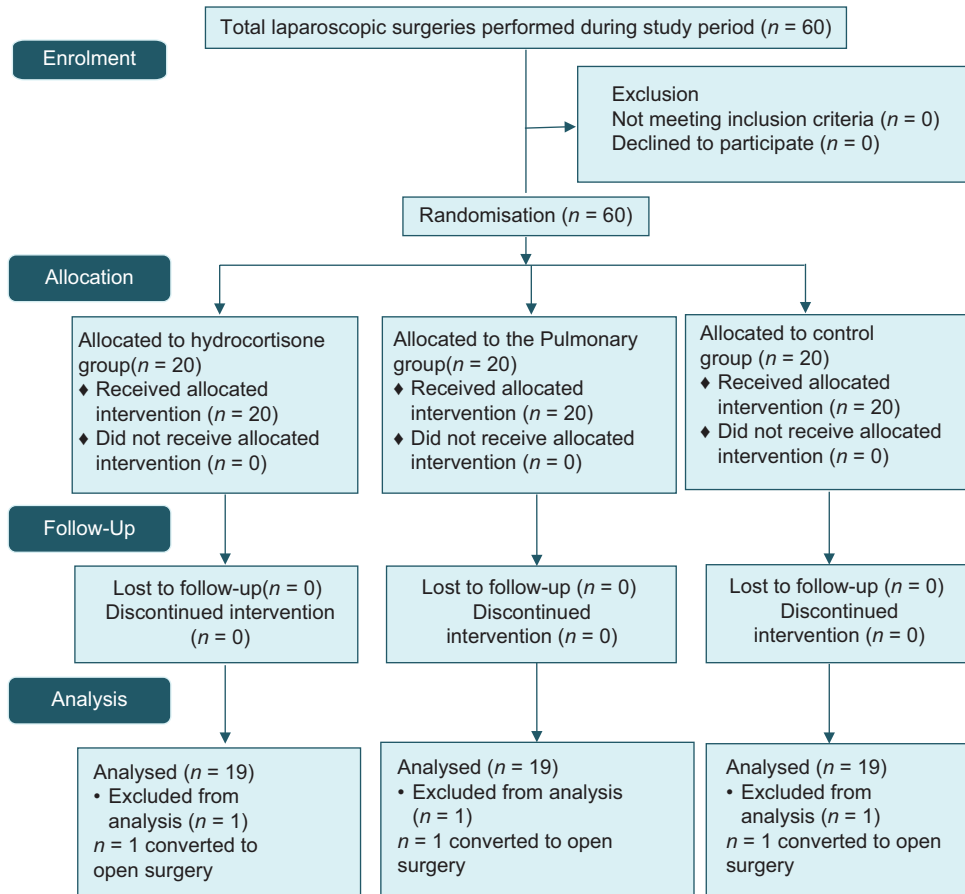 Total laparoscopic surgeries performed during study period (n = 60)
Enrolment
Exclusion
Not meeting inclusion criteria (n = 0)
Declined to participate (n = 0)
Randomisation (n = 60)
Allocation
Allocated to hydrocortisone
group(n = 20)
♦ Received allocated
intervention (n = 20)
♦ Did not receive allocated
intervention (n = 0)
Allocated to the Pulmonary
group(n = 20)
♦ Received allocated
intervention (n = 20)
♦ Did not receive allocated
intervention (n = 0)
Allocated to control
group (n = 20)
♦ Received allocated
intervention (n = 20)
♦ Did not receive allocated
intervention (n = 0)
Follow-Up
Lost to follow-up(n = 0)
Discontinued intervention
(n = 0)
Lost to follow-up (n = 0)
Discontinued
intervention (n = 0)
Lost to follow-up (n = 0)
Discontinued
intervention (n = 0)
Analysis
Analysed (n = 19)
• Excluded from
analysis (n = 1)
n = 1 converted to
open surgery
Analysed (n = 19)
• Excluded from analysis
(n = 1)
n = 1 converted to open
surgery
Analysed (n = 19)
• Excluded from
analysis (n = 1)
n = 1 converted to open
surgery